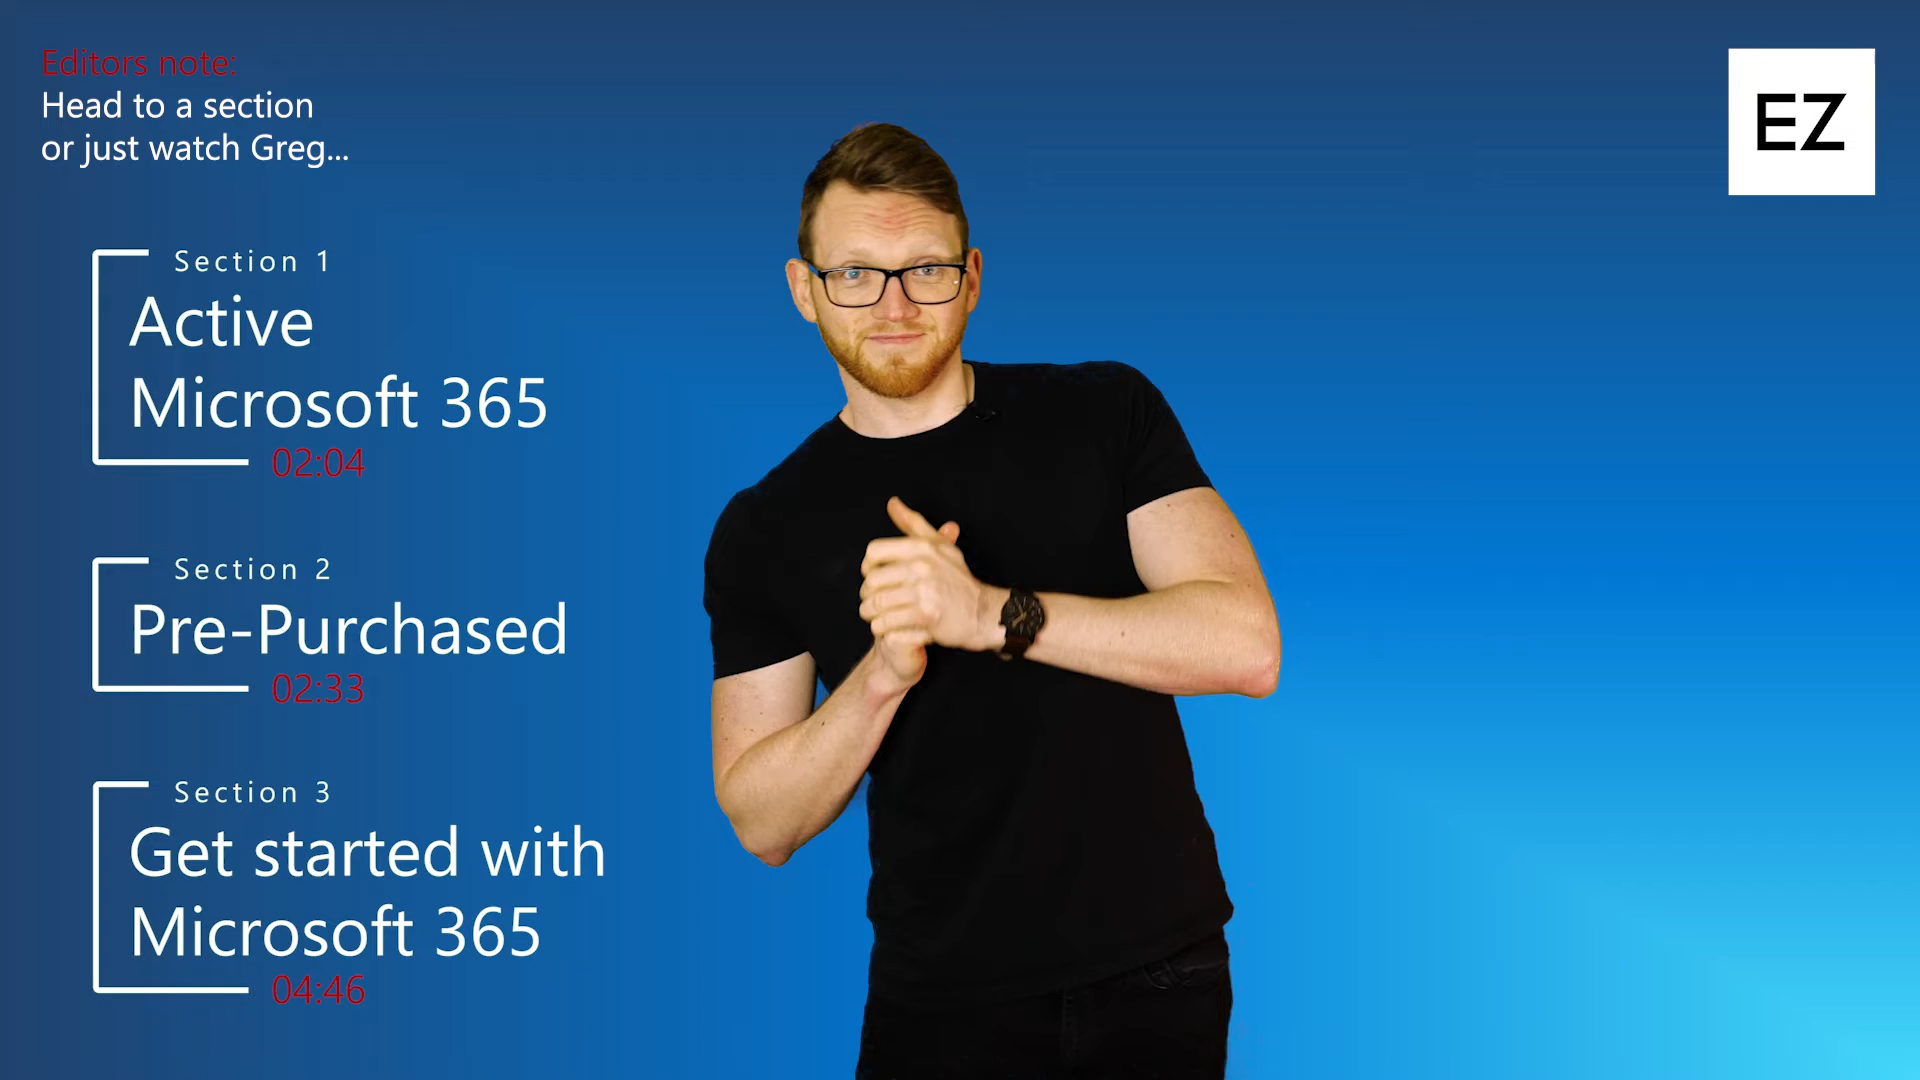 Editors note:
Head to a section
or just watch Greg...
EZ
Section 1
Active
Microsoft 365
02:04
Section 2
Pre-Purchased
02:33
Section 3
Get started with
Microsoft 365
04:46